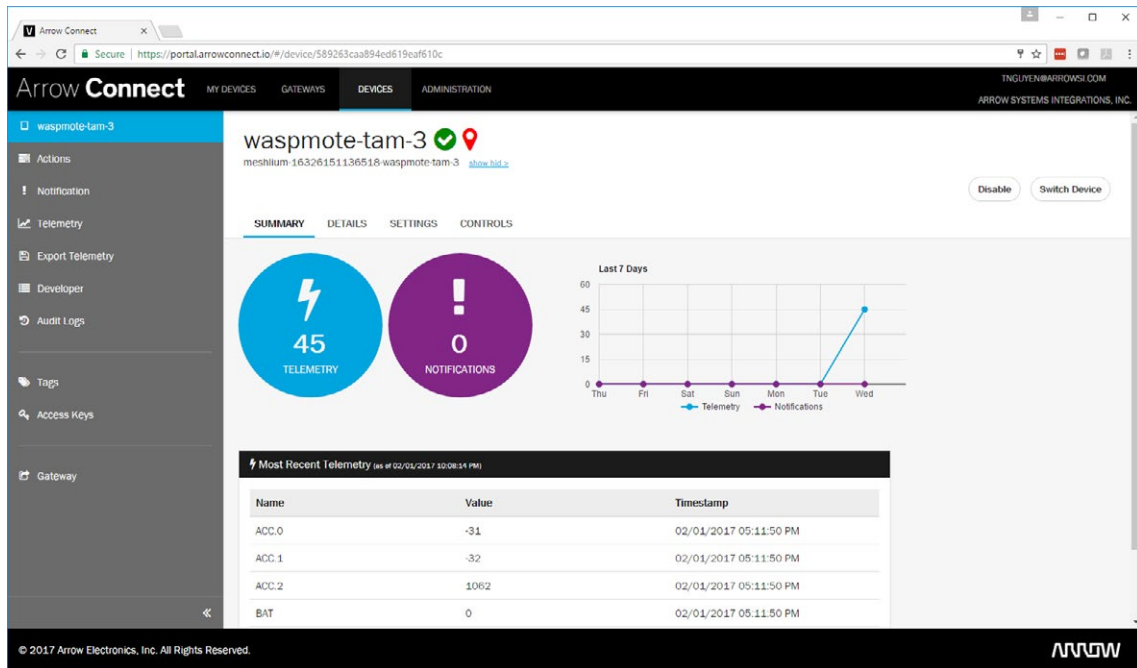 Arrow Connect
Secure | https://portal.arrowconnect.io/#/device/589263caa894ed619eaf610c
Arrow Connect MY DEVICES GATEWAYS DEVICES ADMINISTRATION
TNGUYEN@ARROWSI.COM
ARROW SYSTEMS INTEGRATIONS, INC.
waspmote-tam-3
Actions
Notification
Telemetry
Export Telemetry
Developer
Audit Logs
Tags
Access Keys
Gateway
waspmote-tam-3
meshlium-16326151136518-waspmote-tam-3 show hid >
Disable Switch Device
SUMMARY DETAILS SETTINGS CONTROLS
45
TELEMETRY
0
NOTIFICATIONS
Last 7 Days
60
45
30
15
0
Thu Fri Sat Sun Mon Tue Wed
Telemetry Notifications
Most Recent Telemetry (as of 02/01/2017 10:08:14 PM)
Name Value Timestamp
ACC.0 -31 02/01/2017 05:11:50 PM
ACC.1 -32 02/01/2017 05:11:50 PM
ACC.2 1062 02/01/2017 05:11:50 PM
BAT 0 02/01/2017 05:11:50 PM
© 2017 Arrow Electronics, Inc. All Rights Reserved.
ARROW